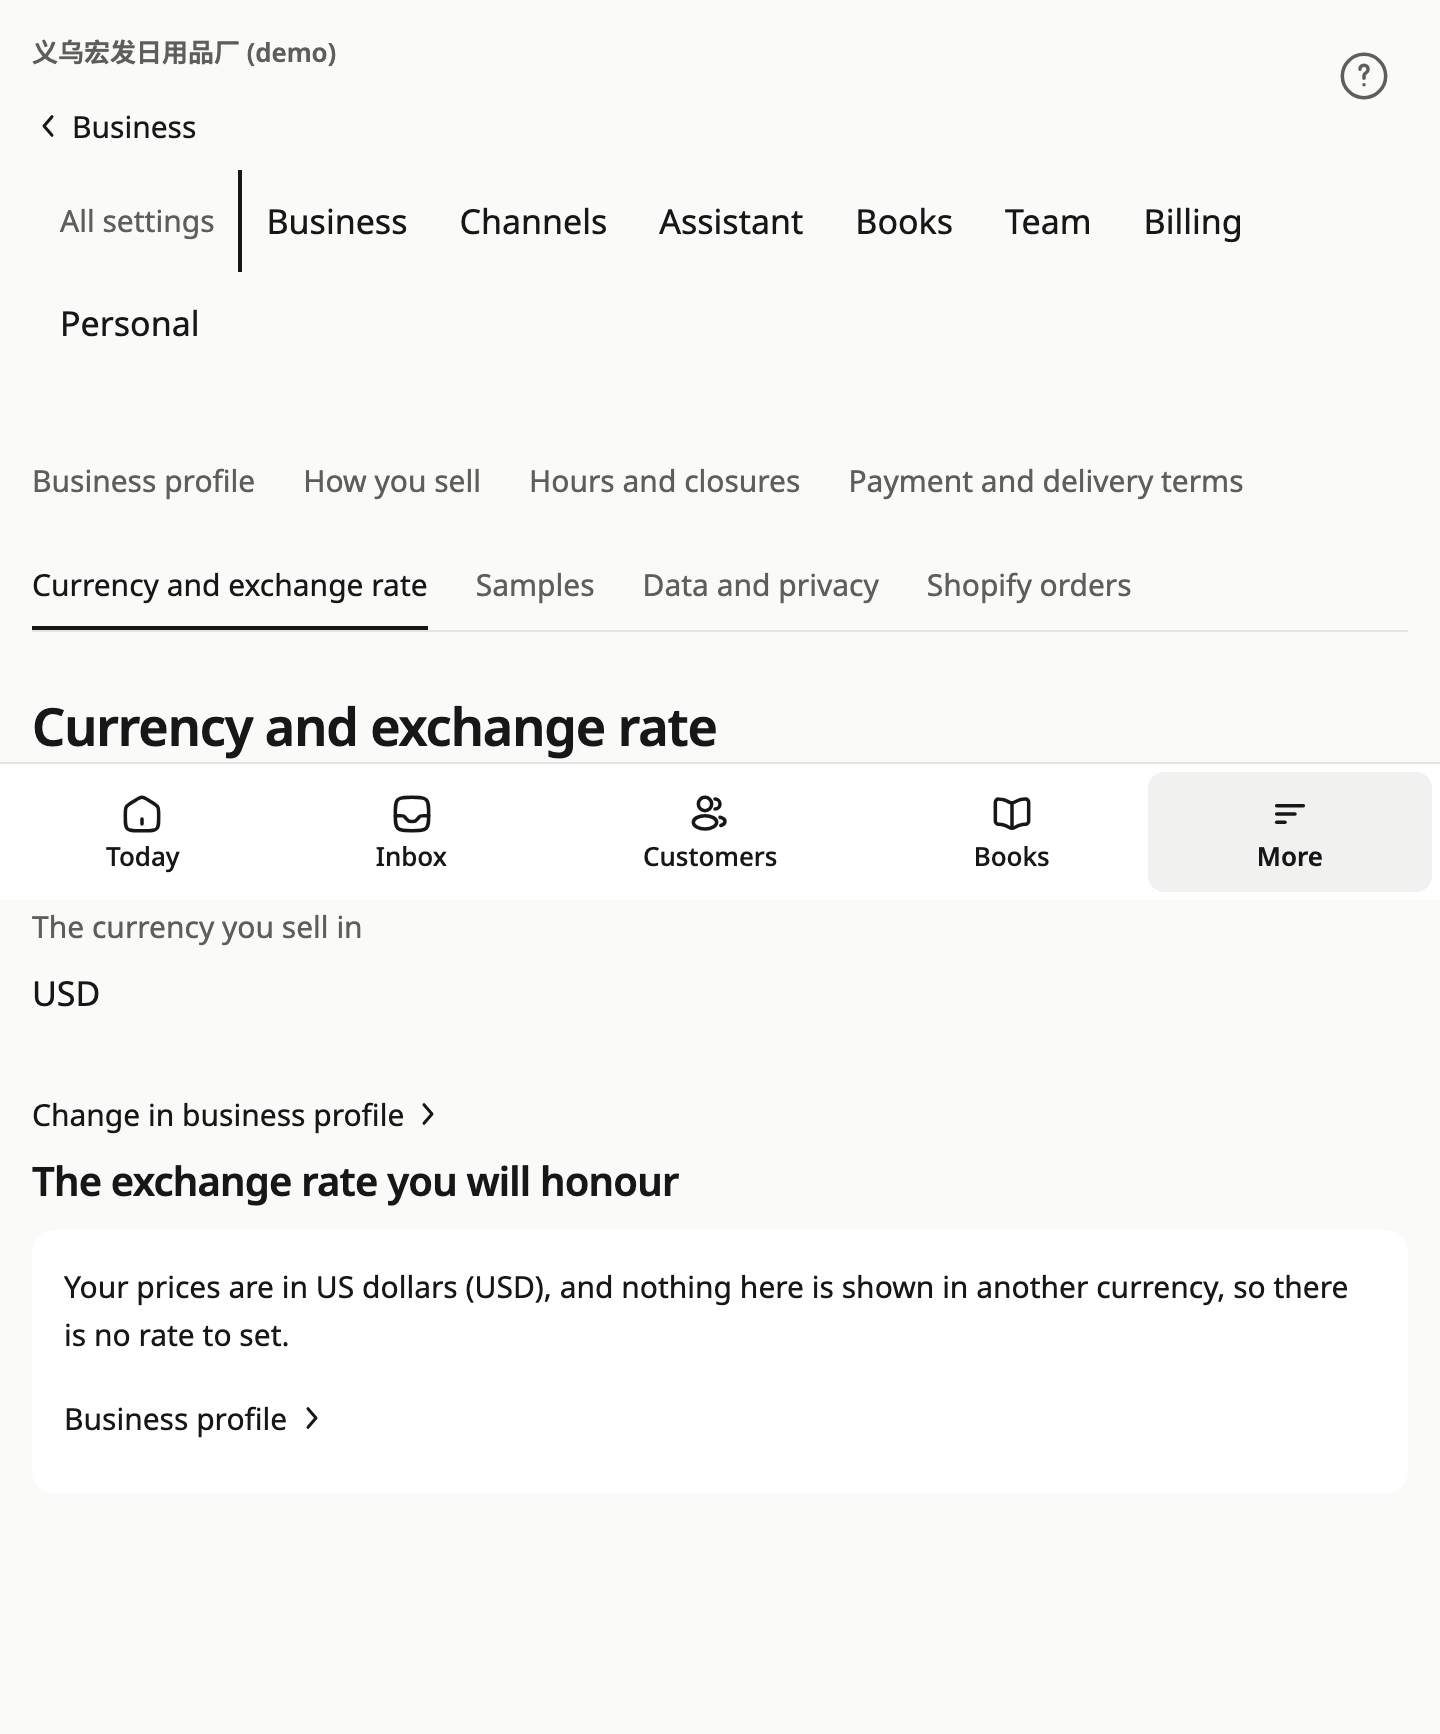 义乌宏发日用品厂 (demo)
Business
All settings Business Channels Assistant Books Team Billing
Personal
Business profile How you sell Hours and closures Payment and delivery terms
Currency and exchange rate Samples Data and privacy Shopify orders
Currency and exchange rate
Today Inbox Customers Books More
The currency you sell in
USD
Change in business profile
The exchange rate you will honour
Your prices are in US dollars (USD), and nothing here is shown in another currency, so there
is no rate to set.
Business profile